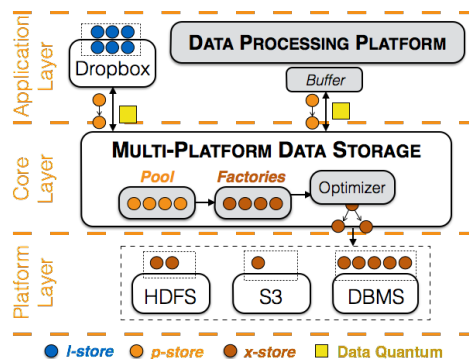 Application
Layer
Dropbox
DATA PROCESSING PLATFORM
Buffer
Core
Layer
MULTI-PLATFORM DATA STORAGE
Pool
Factories
Optimizer
Platform
Layer
HDFS
S3
DBMS
l-store
p-store
x-store
Data Quantum